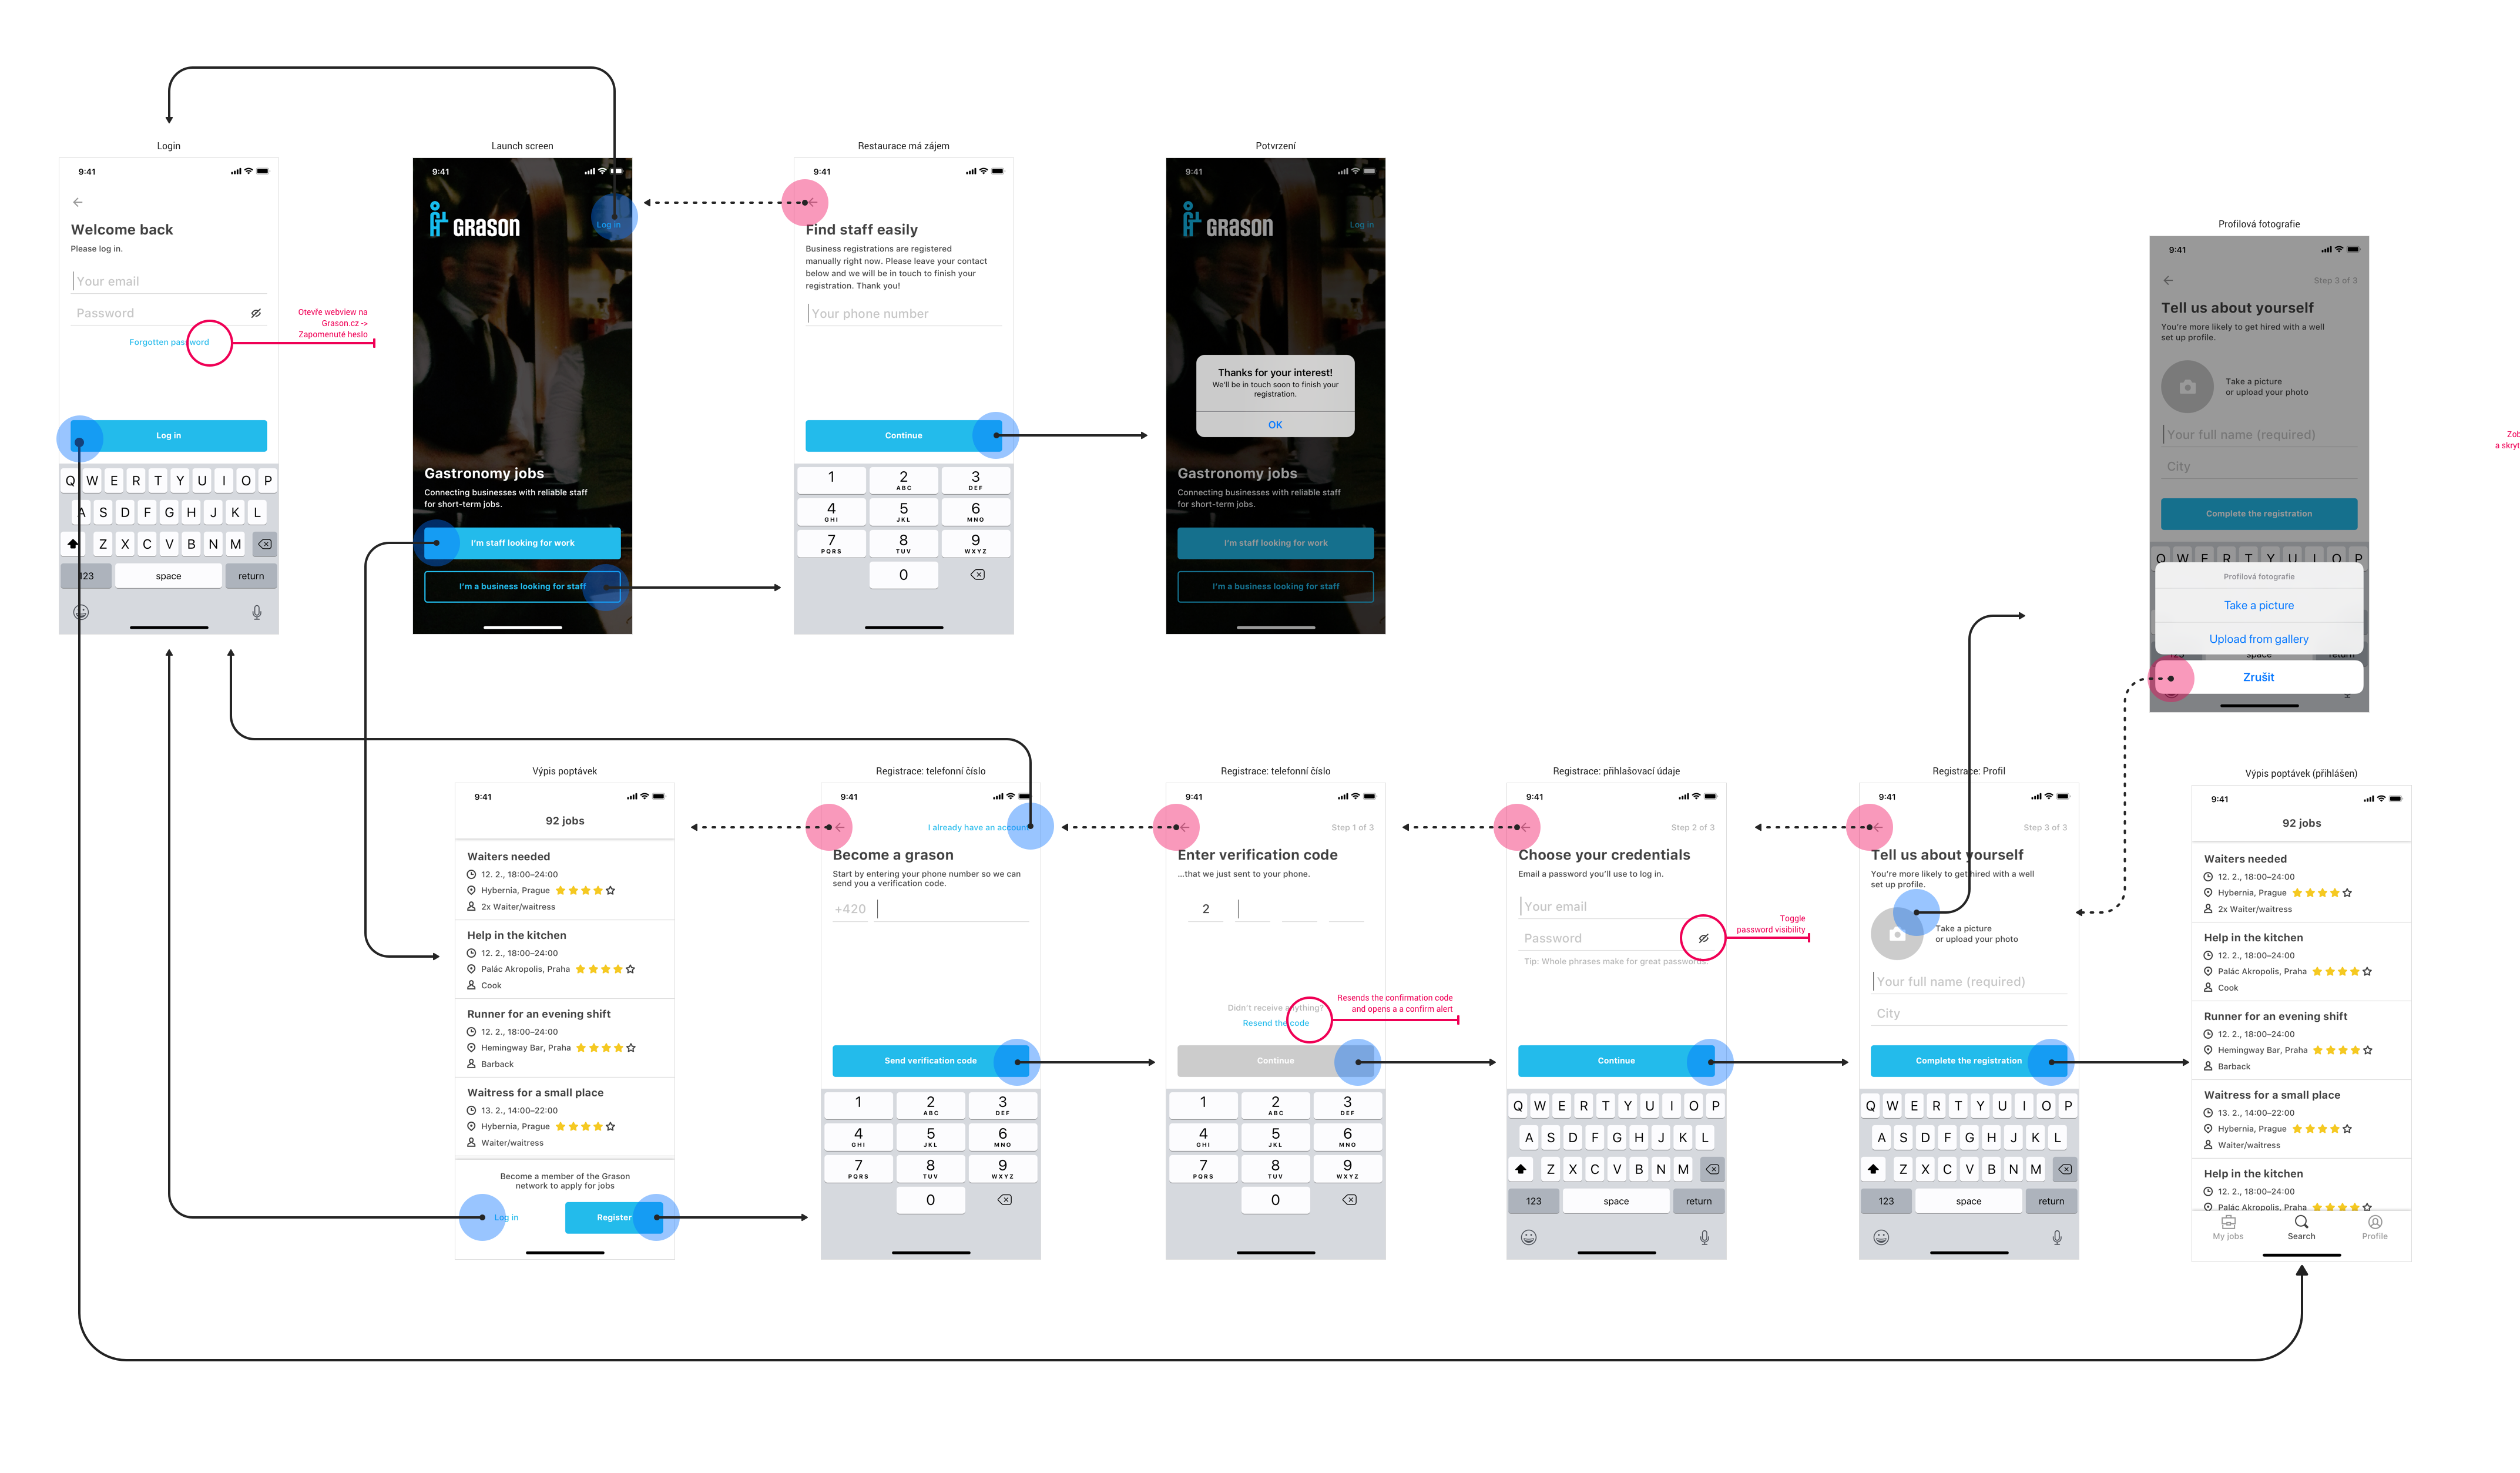 Login
9:41
Welcome back
Please log in.
Your email
Password
Forgotten password
Otevře webview na
Grason.cz ->
Zapomenuté heslo
Log in
Q W E R T Y U I O P
A S D F G H J K L
Z X C V B N M
123 space return
Launch screen
9:41
GRASON
Log in
Gastronomy jobs
Connecting businesses with reliable staff
for short-term jobs.
I'm staff looking for work
I'm a business looking for staff
Restaurace má zájem
9:41
Find staff easily
Business registrations are registered
manually right now. Please leave your contact
below and we will be in touch to finish your
registration. Thank you!
Your phone number
Continue
1 2 ABC 3 DEF
4 GHI 5 JKL 6 MNO
7 PQRS 8 TUV 9 WXYZ
0
Potvrzení
9:41
GRASON
Log in
Thanks for your interest!
We'll be in touch soon to finish your
registration.
OK
Gastronomy jobs
Connecting businesses with reliable staff
for short-term jobs.
I'm staff looking for work
I'm a business looking for staff
Profilová fotografie
9:41
Step 3 of 3
Tell us about yourself
You're more likely to get hired with a well
set up profile.
Take a picture
or upload your photo
Your full name (required)
City
Complete the registration
Q W E R T Y U I O P
Profilová fotografie
Take a picture
Upload from gallery
123 space return
Zrušit
a skryt
Výpis poptávek
9:41
92 jobs
Waiters needed
12. 2., 18:00–24:00
Hybernia, Prague
2x Waiter/waitress
Help in the kitchen
12. 2., 18:00–24:00
Palác Akropolis, Praha
Cook
Runner for an evening shift
12. 2., 18:00–24:00
Hemingway Bar, Praha
Barback
Waitress for a small place
13. 2., 14:00–22:00
Hybernia, Prague
Waiter/waitress
Become a member of the Grason
network to apply for jobs
Log in
Register
Registrace: telefonní číslo
9:41
I already have an account
Become a grason
Start by entering your phone number so we can
send you a verification code.
+420
Send verification code
1 2 ABC 3 DEF
4 GHI 5 JKL 6 MNO
7 PQRS 8 TUV 9 WXYZ
0
Registrace: telefonní číslo
9:41
Step 1 of 3
Enter verification code
...that we just sent to your phone.
2
Didn't receive anything?
Resend the code
Resends the confirmation code
and opens a a confirm alert
Continue
1 2 ABC 3 DEF
4 GHI 5 JKL 6 MNO
7 PQRS 8 TUV 9 WXYZ
0
Registrace: přihlašovací údaje
9:41
Step 2 of 3
Choose your credentials
Email a password you'll use to log in.
Your email
Password
Tip: Whole phrases make for great passwords.
Toggle
password visibility
Continue
Q W E R T Y U I O P
A S D F G H J K L
Z X C V B N M
123 space return
Registrace: Profil
9:41
Step 3 of 3
Tell us about yourself
You're more likely to get hired with a well
set up profile.
Take a picture
or upload your photo
Your full name (required)
City
Complete the registration
Q W E R T Y U I O P
A S D F G H J K L
Z X C V B N M
123 space return
Výpis poptávek (přihlášen)
9:41
92 jobs
Waiters needed
12. 2., 18:00–24:00
Hybernia, Prague
2x Waiter/waitress
Help in the kitchen
12. 2., 18:00–24:00
Palác Akropolis, Praha
Cook
Runner for an evening shift
12. 2., 18:00–24:00
Hemingway Bar, Praha
Barback
Waitress for a small place
13. 2., 14:00–22:00
Hybernia, Prague
Waiter/waitress
Help in the kitchen
12. 2., 18:00–24:00
Palác Akropolis, Praha
My jobs
Search
Profile